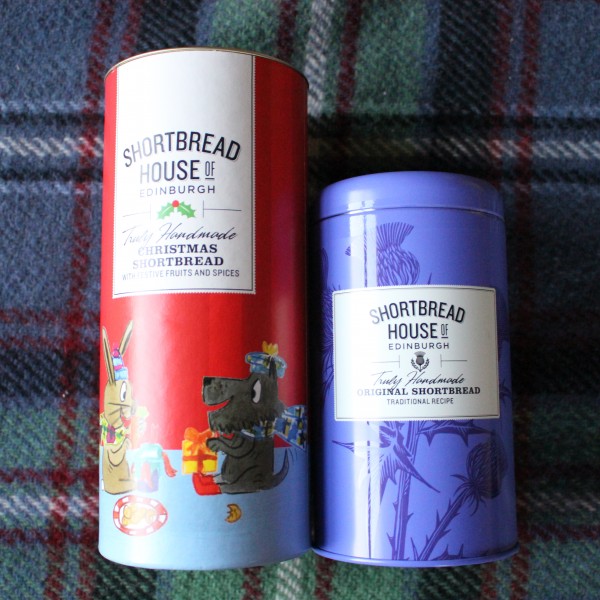 SHORTBREAD
HOUSE OF
EDINBURGH
Truly Handmade
CHRISTMAS
SHORTBREAD
WITH FESTIVE FRUITS AND SPICES
SHORTBREAD
HOUSE OF
EDINBURGH
Truly Handmade
ORIGINAL SHORTBREAD
TRADITIONAL RECIPE